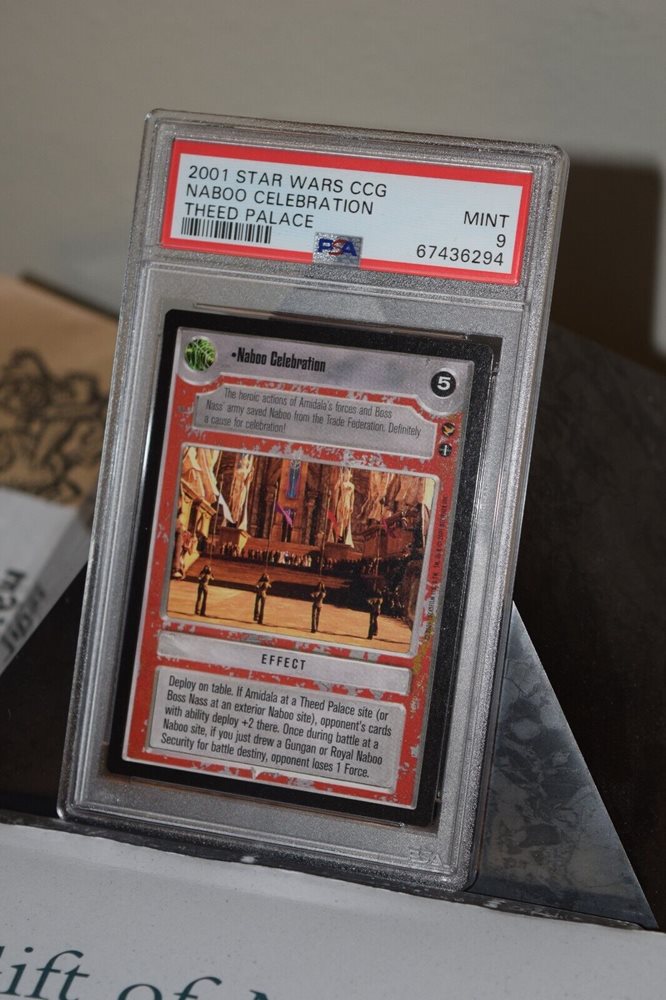 2001 STAR WARS CCG
NABOO CELEBRATION
THEED PALACE
MINT
9
PSA
67436294
•Naboo Celebration
5
The heroic actions of Amidala's forces and Boss
Nass' army saved Naboo from the Trade Federation. Definitely
a cause for celebration!
EFFECT
Deploy on table. If Amidala at a Theed Palace site (or
Boss Nass at an exterior Naboo site), opponent's cards
with ability deploy +2 there. Once during battle at a
Naboo site, if you just drew a Gungan or Royal Naboo
Security for battle destiny, opponent loses 1 Force.
PSA
ift of